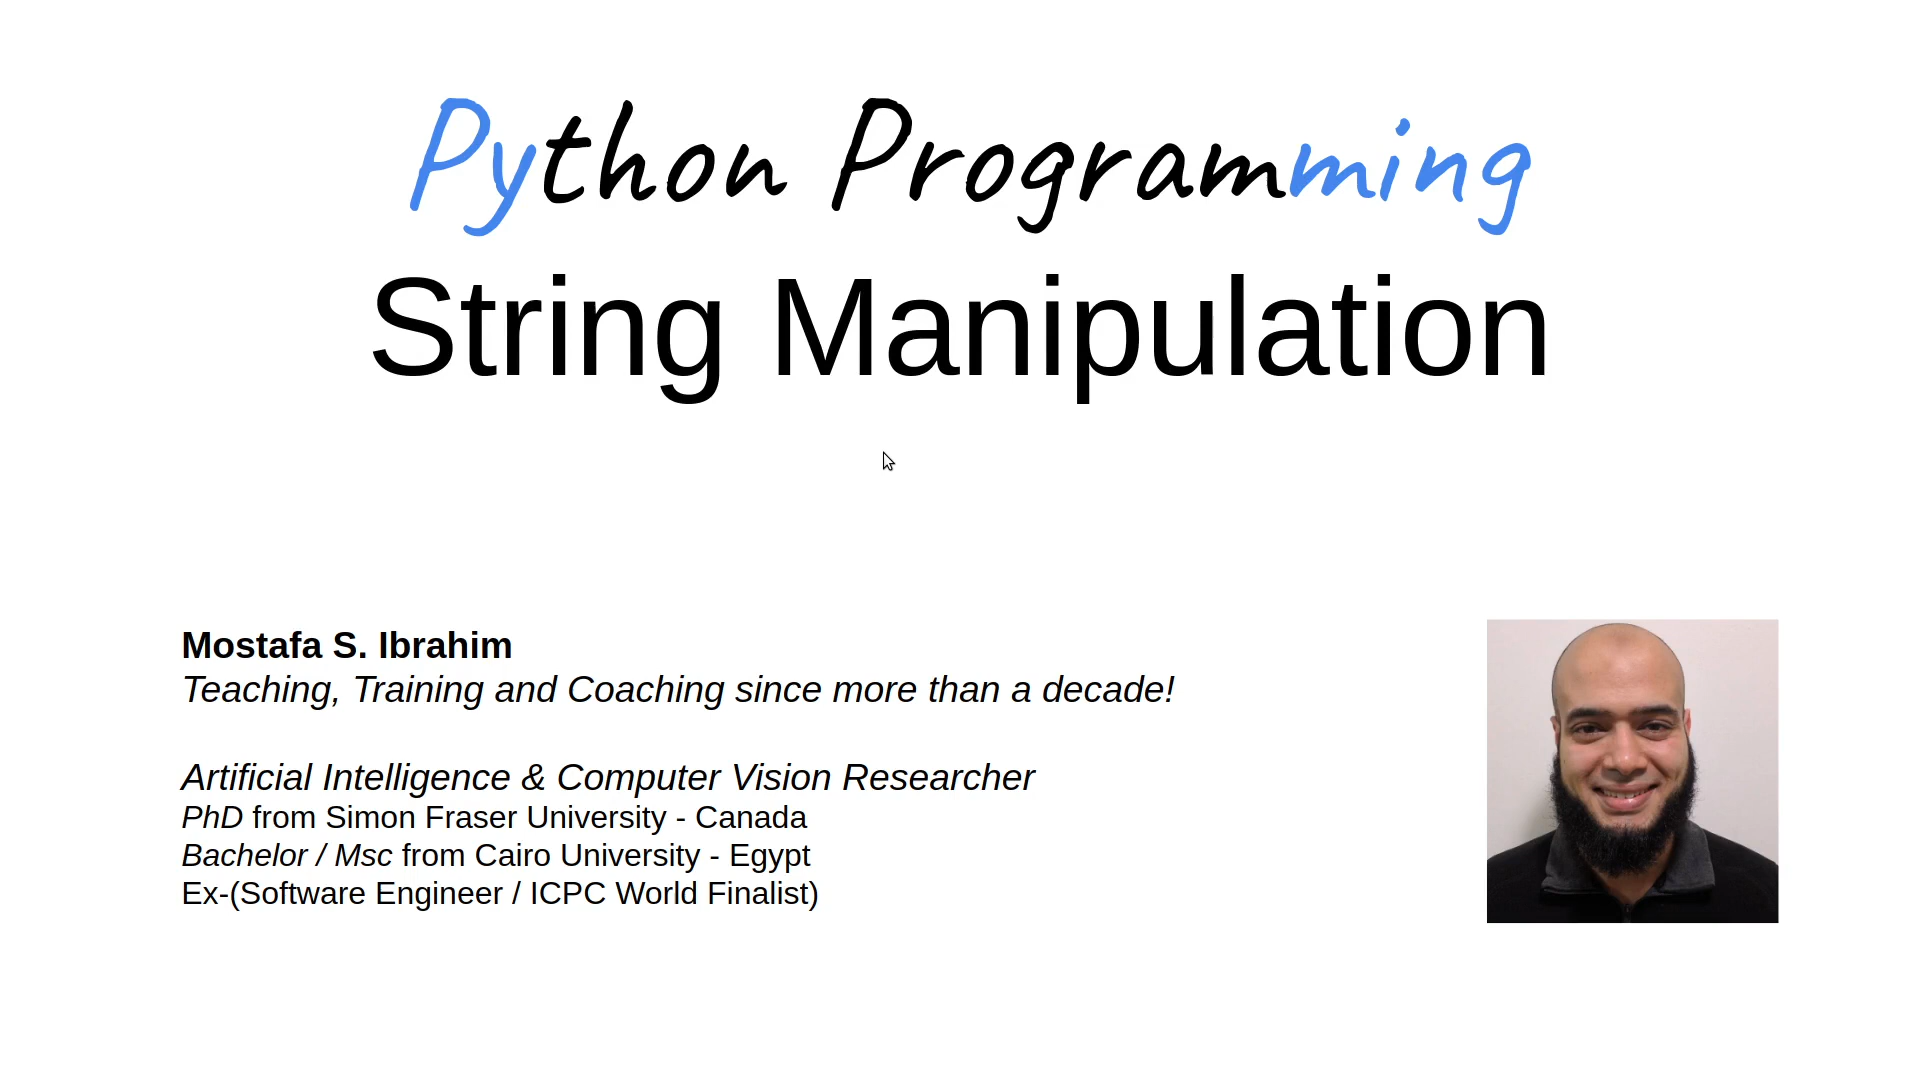 Python Programming
String Manipulation
Mostafa S. Ibrahim
Teaching, Training and Coaching since more than a decade!
Artificial Intelligence & Computer Vision Researcher
PhD from Simon Fraser University - Canada
Bachelor / Msc from Cairo University - Egypt
Ex-(Software Engineer / ICPC World Finalist)